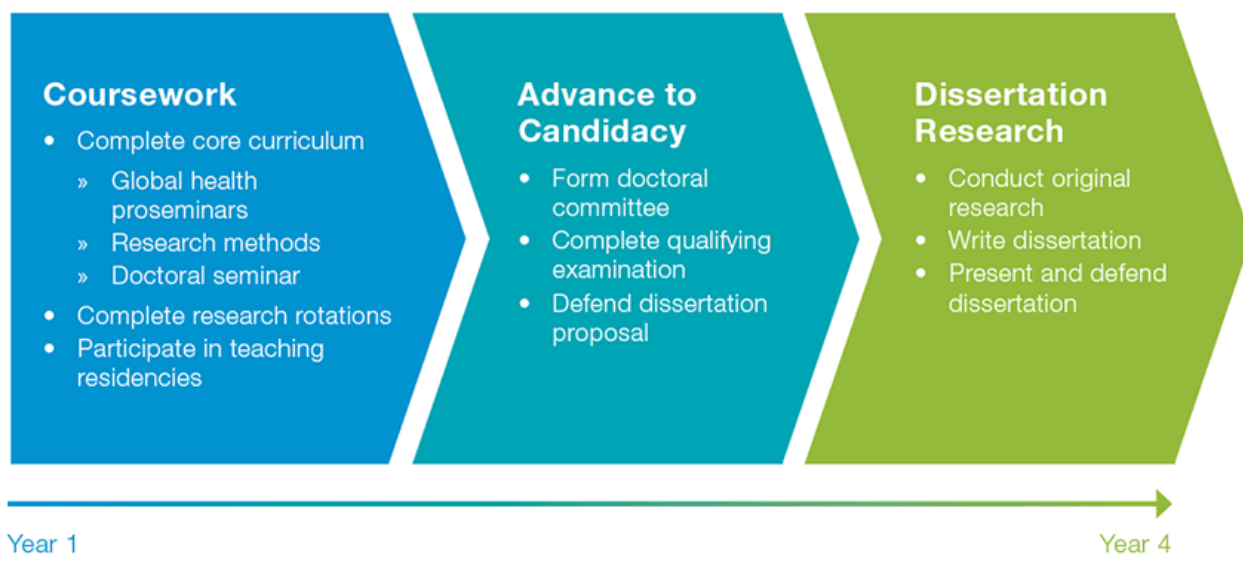 Coursework
• Complete core curriculum
» Global health
proseminars
» Research methods
» Doctoral seminar
• Complete research rotations
• Participate in teaching
residencies
Advance to
Candidacy
• Form doctoral
committee
• Complete qualifying
examination
• Defend dissertation
proposal
Dissertation
Research
• Conduct original
research
• Write dissertation
• Present and defend
dissertation
Year 1
Year 4